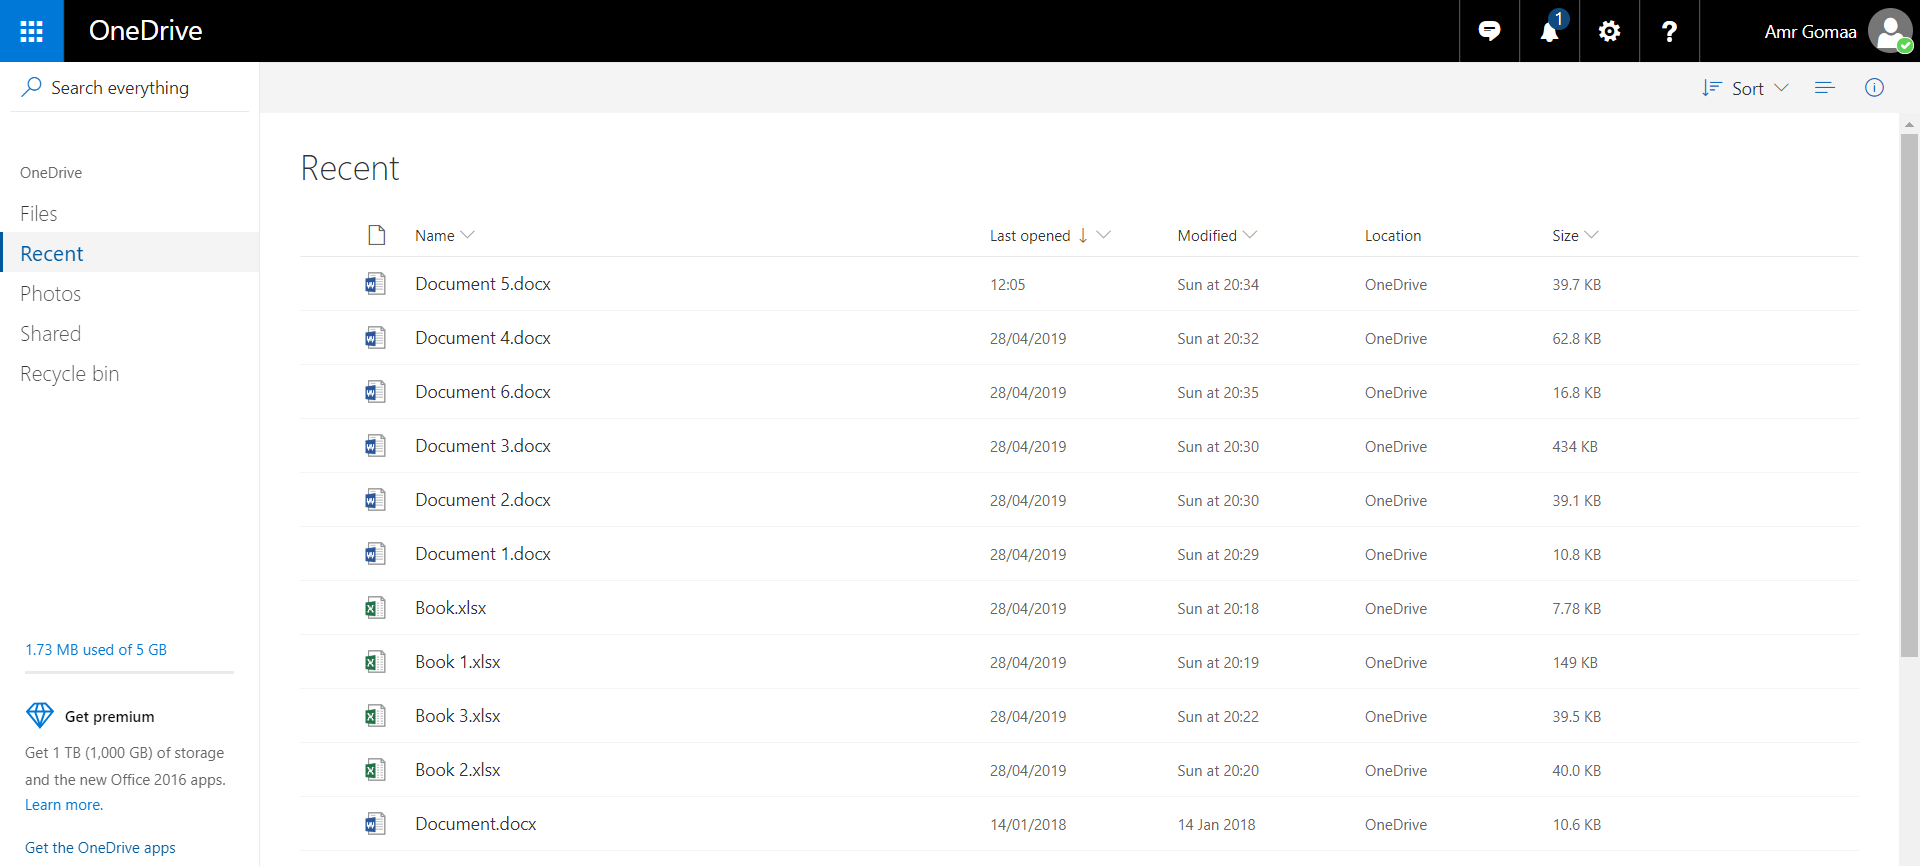 OneDrive
1
?
Amr Gomaa
Search everything
Sort
OneDrive
Files
Recent
Photos
Shared
Recycle bin
1.73 MB used of 5 GB
Get premium
Get 1 TB (1,000 GB) of storage
and the new Office 2016 apps.
Learn more.
Get the OneDrive apps
Recent
Name Last opened Modified Location Size
Document 5.docx 12:05 Sun at 20:34 OneDrive 39.7 KB
Document 4.docx 28/04/2019 Sun at 20:32 OneDrive 62.8 KB
Document 6.docx 28/04/2019 Sun at 20:35 OneDrive 16.8 KB
Document 3.docx 28/04/2019 Sun at 20:30 OneDrive 434 KB
Document 2.docx 28/04/2019 Sun at 20:30 OneDrive 39.1 KB
Document 1.docx 28/04/2019 Sun at 20:29 OneDrive 10.8 KB
Book.xlsx 28/04/2019 Sun at 20:18 OneDrive 7.78 KB
Book 1.xlsx 28/04/2019 Sun at 20:19 OneDrive 149 KB
Book 3.xlsx 28/04/2019 Sun at 20:22 OneDrive 39.5 KB
Book 2.xlsx 28/04/2019 Sun at 20:20 OneDrive 40.0 KB
Document.docx 14/01/2018 14 Jan 2018 OneDrive 10.6 KB